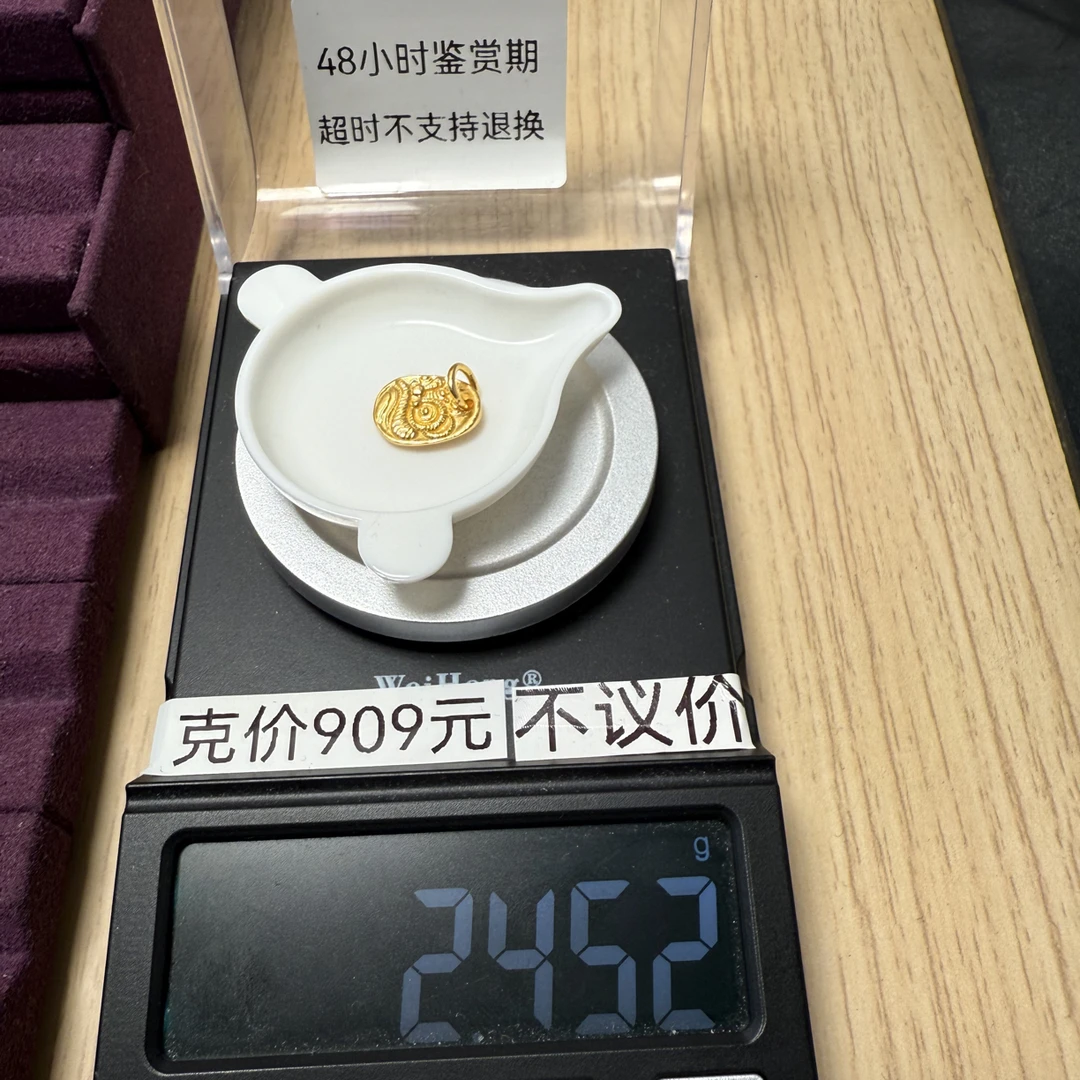 48小时鉴赏期
超时不支持退换
WeiHeng®
克价909元 不议价
g
2452